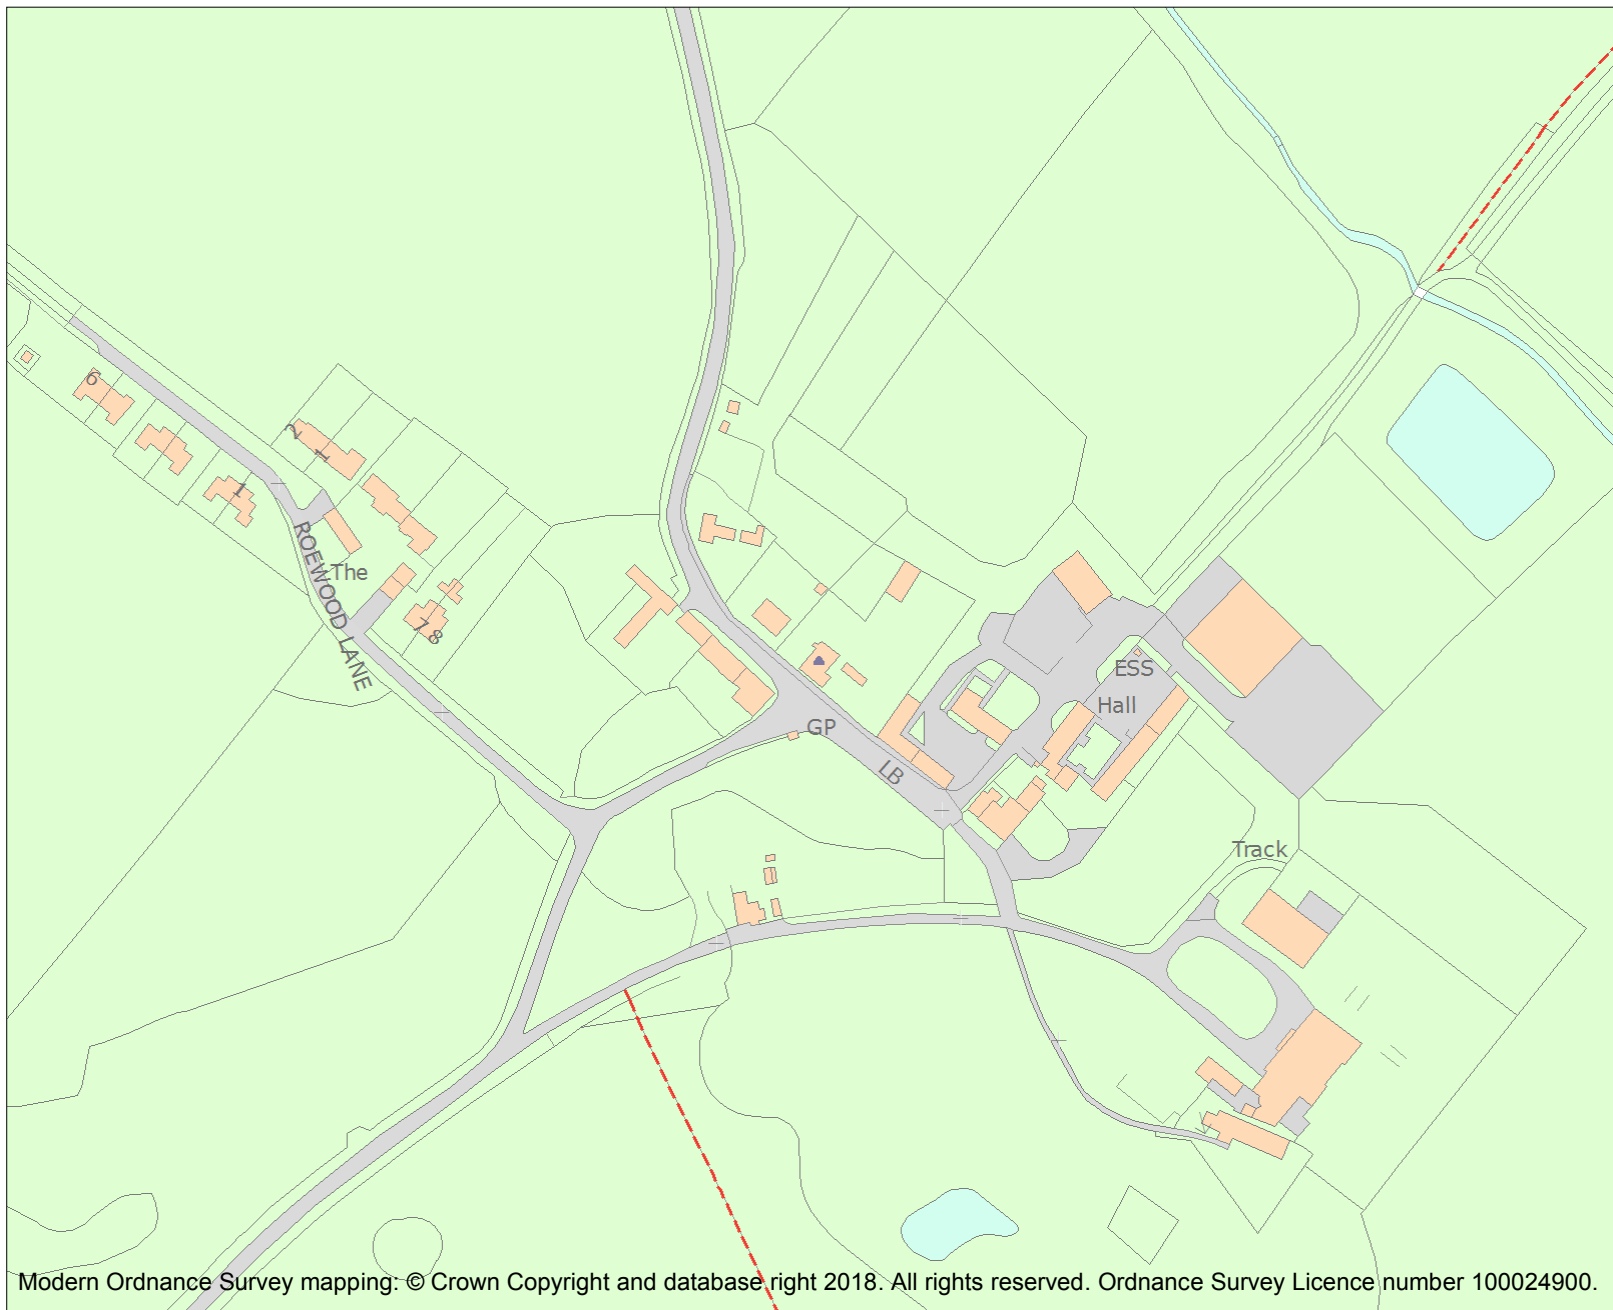 6
2
1
1
ROEWOOD LANE
The
7 8
ESS
Hall
GP
LB
Track
Modern Ordnance Survey mapping: © Crown Copyright and database right 2018. All rights reserved. Ordnance Survey Licence number 100024900.